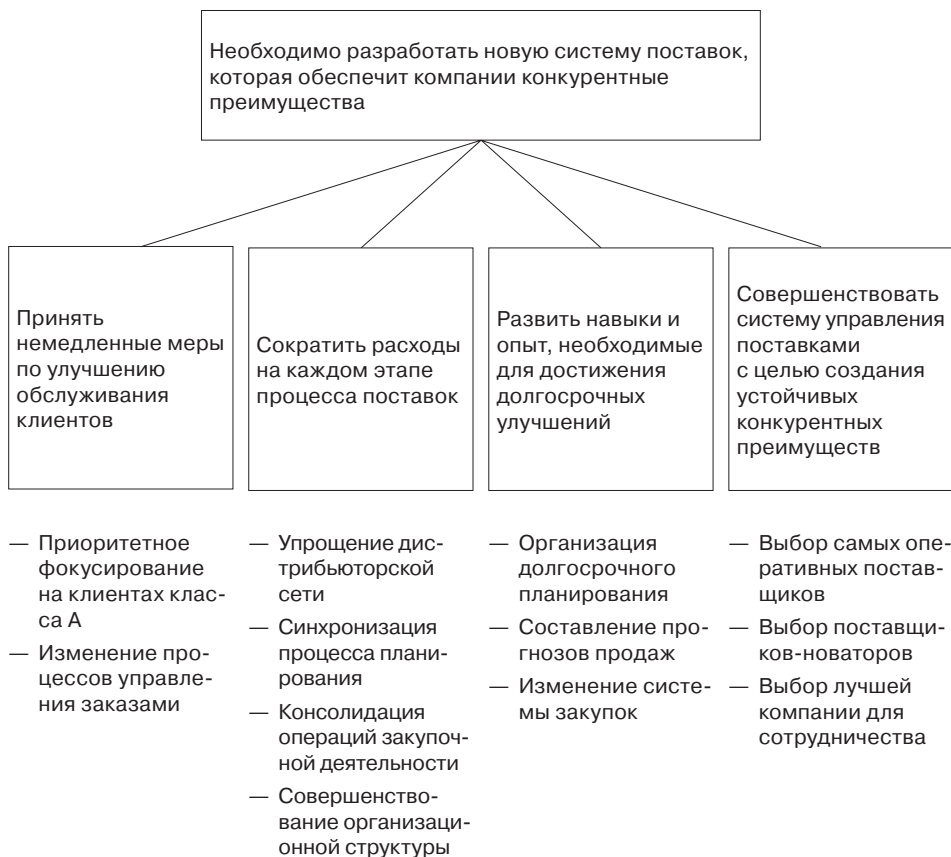 Необходимо разработать новую систему поставок,
которая обеспечит компании конкурентные
преимущества
Принять
немедленные меры
по улучшению
обслуживания
клиентов
Сократить расходы
на каждом этапе
процесса поставок
Развить навыки и
опыт, необходимые
для достижения
долгосрочных
улучшений
Совершенствовать
систему управления
поставками
с целью создания
устойчивых
конкурентных
преимуществ
— Приоритетное
фокусирование
на клиентах клас-
са А
— Изменение про-
цессов управле-
ния заказами
— Упрощение дис-
трибьюторской
сети
— Синхронизация
процесса плани-
рования
— Консолидация
операций закупоч-
ной деятельности
— Совершенство-
вание организаци-
онной структуры
— Организация
долгосрочного
планирования
— Составление про-
гнозов продаж
— Изменение систе-
мы закупок
— Выбор самых опе-
ративных постав-
щиков
— Выбор поставщи-
ков-новаторов
— Выбор лучшей
компании для
сотрудничества